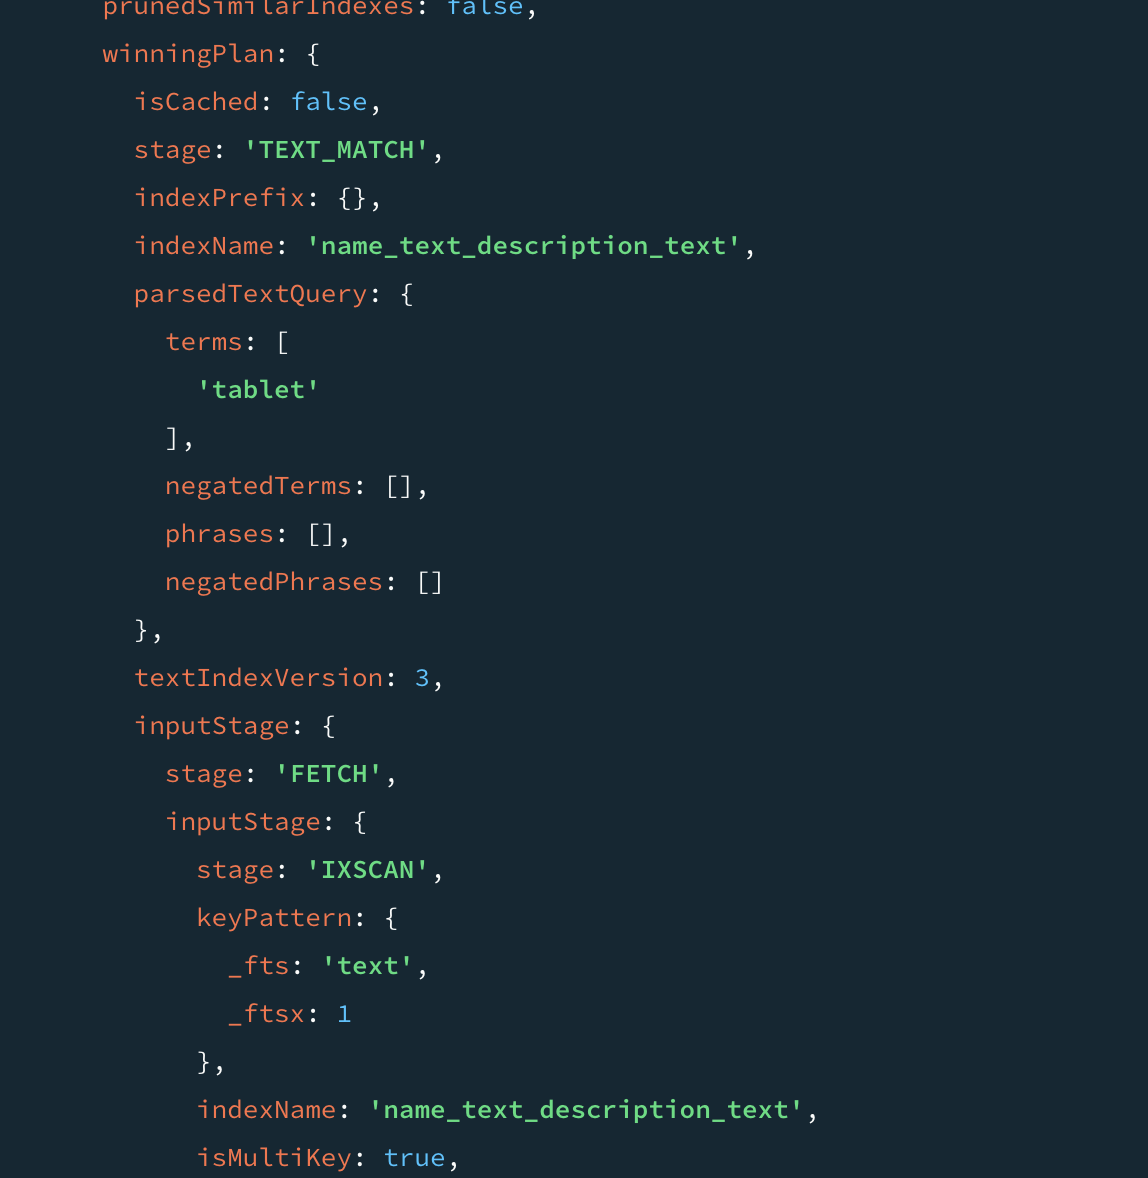 prunedSimilarIndexes: false,
winningPlan: {
isCached: false,
stage: 'TEXT_MATCH',
indexPrefix: {},
indexName: 'name_text_description_text',
parsedTextQuery: {
terms: [
'tablet'
],
negatedTerms: [],
phrases: [],
negatedPhrases: []
},
textIndexVersion: 3,
inputStage: {
stage: 'FETCH',
inputStage: {
stage: 'IXSCAN',
keyPattern: {
_fts: 'text',
_ftsx: 1
},
indexName: 'name_text_description_text',
isMultiKey: true,